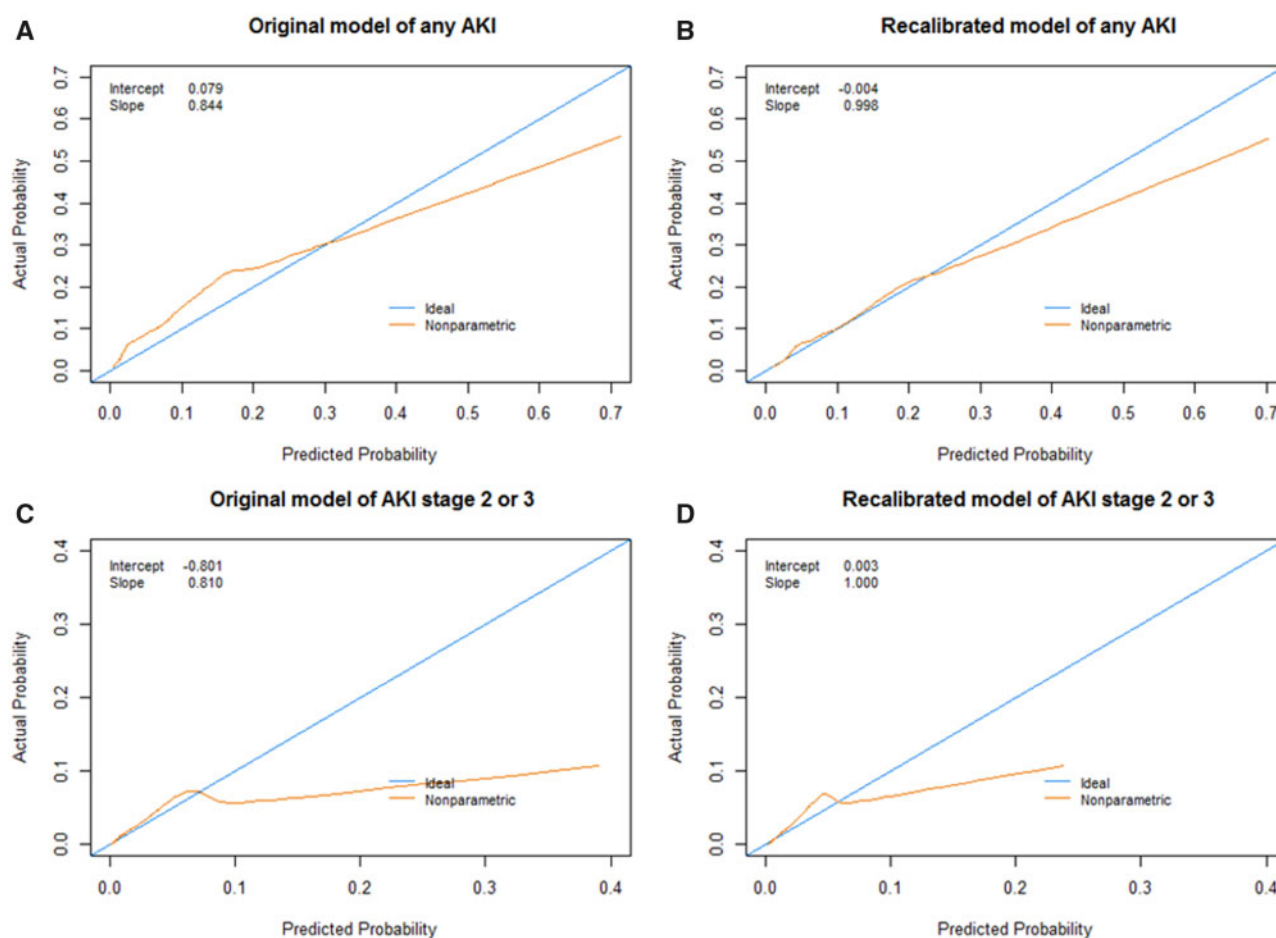 A
Original model of any AKI
Intercept 0.079
Slope 0.844
Actual Probability
0.7
0.6
0.5
0.4
0.3
0.2
0.1
0.0
Ideal
Nonparametric
0.0 0.1 0.2 0.3 0.4 0.5 0.6 0.7
Predicted Probability
B
Recalibrated model of any AKI
Intercept -0.004
Slope 0.998
Actual Probability
0.7
0.6
0.5
0.4
0.3
0.2
0.1
0.0
Ideal
Nonparametric
0.0 0.1 0.2 0.3 0.4 0.5 0.6 0.7
Predicted Probability
C
Original model of AKI stage 2 or 3
Intercept -0.801
Slope 0.810
Actual Probability
0.4
0.3
0.2
0.1
0.0
Ideal
Nonparametric
0.0 0.1 0.2 0.3 0.4
Predicted Probability
D
Recalibrated model of AKI stage 2 or 3
Intercept 0.003
Slope 1.000
Actual Probability
0.4
0.3
0.2
0.1
0.0
Ideal
Nonparametric
0.0 0.1 0.2 0.3 0.4
Predicted Probability